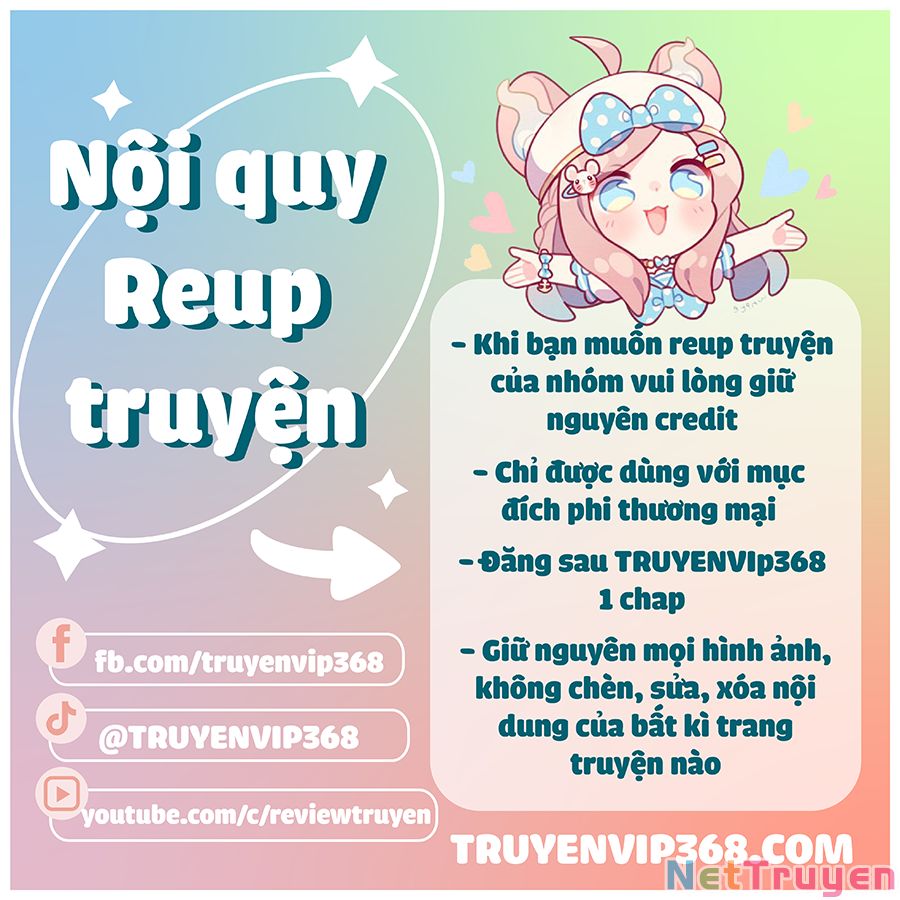 Nội quy
Reup
truyện
- Khi bạn muốn reup truyện
của nhóm vui lòng giữ
nguyên credit
- Chỉ được dùng với mục
đích phi thương mại
- Đăng sau TRUYENVIp368
1 chap
- Giữ nguyên mọi hình ảnh,
không chèn, sửa, xóa nội
dung của bất kì trang
truyện nào
fb.com/truyenvip368
@TRUYENVIP368
youtube.com/c/reviewtruyen
TRUYENVIP368.COM
NetTruyen